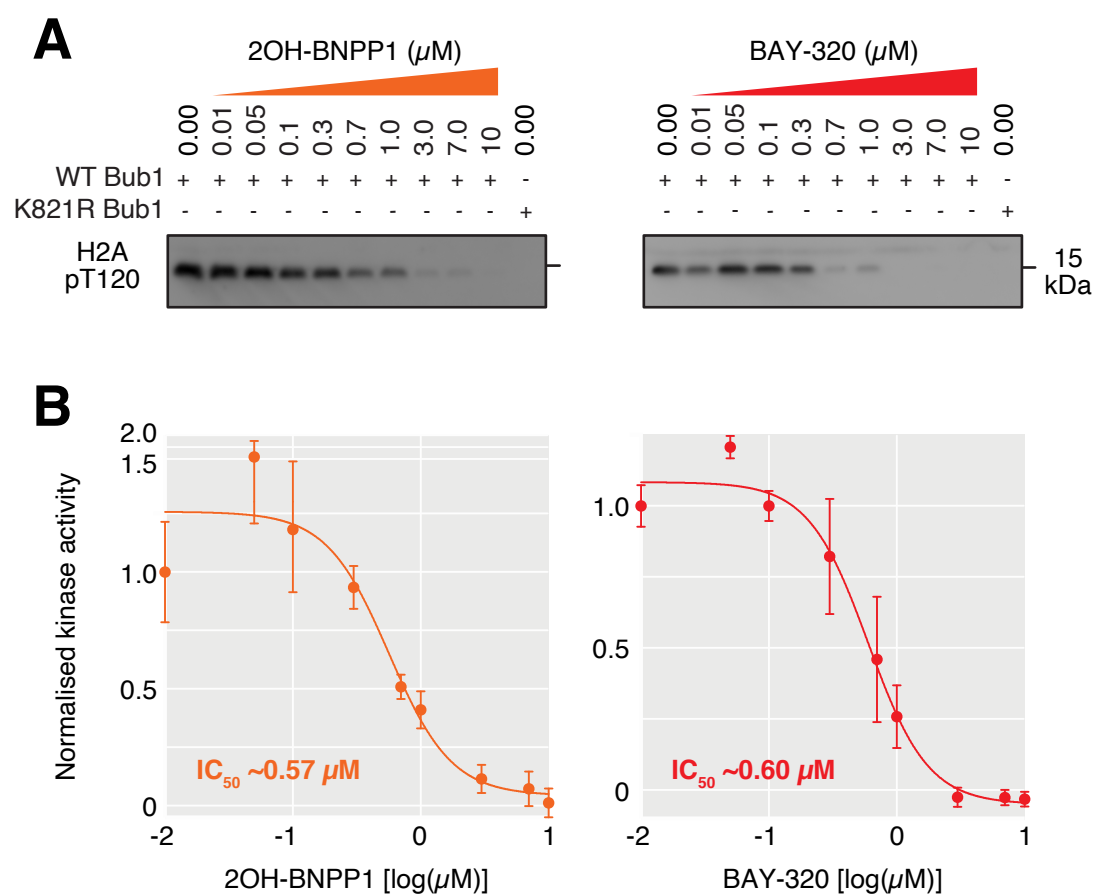 A
2OH-BNPP1 (µM)
BAY-320 (µM)
0.00 0.01 0.05 0.1 0.3 0.7 1.0 3.0 7.0 10 0.00
0.00 0.01 0.05 0.1 0.3 0.7 1.0 3.0 7.0 10 0.00
WT Bub1 + + + + + + + + + + -
+ + + + + + + + + + -
K821R Bub1 - - - - - - - - - - +
- - - - - - - - - - +
H2A
pT120
15
kDa
B
Normalised kinase activity
2.0
1.5
1.0
0.5
0
IC50 ~0.57 µM
-2 -1 0 1
2OH-BNPP1 [log(µM)]
1.0
0.5
0
IC50 ~0.60 µM
-2 -1 0 1
BAY-320 [log(µM)]